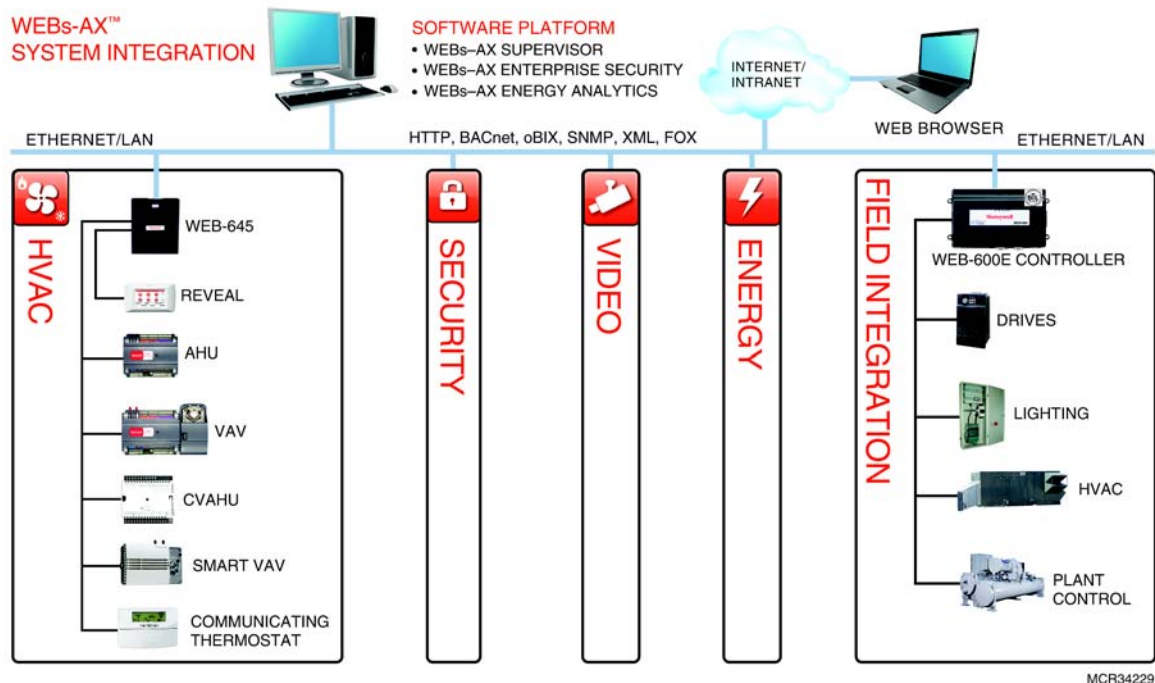 WEBs-AX™
SYSTEM INTEGRATION
SOFTWARE PLATFORM
• WEBs–AX SUPERVISOR
• WEBs–AX ENTERPRISE SECURITY
• WEBs–AX ENERGY ANALYTICS
INTERNET/
INTRANET
WEB BROWSER
ETHERNET/LAN
HTTP, BACnet, oBIX, SNMP, XML, FOX
ETHERNET/LAN
HVAC
WEB-645
REVEAL
AHU
VAV
CVAHU
SMART VAV
COMMUNICATING
THERMOSTAT
SECURITY
VIDEO
ENERGY
FIELD INTEGRATION
Honeywell
WEB-600E CONTROLLER
DRIVES
LIGHTING
HVAC
PLANT
CONTROL
MCR34229